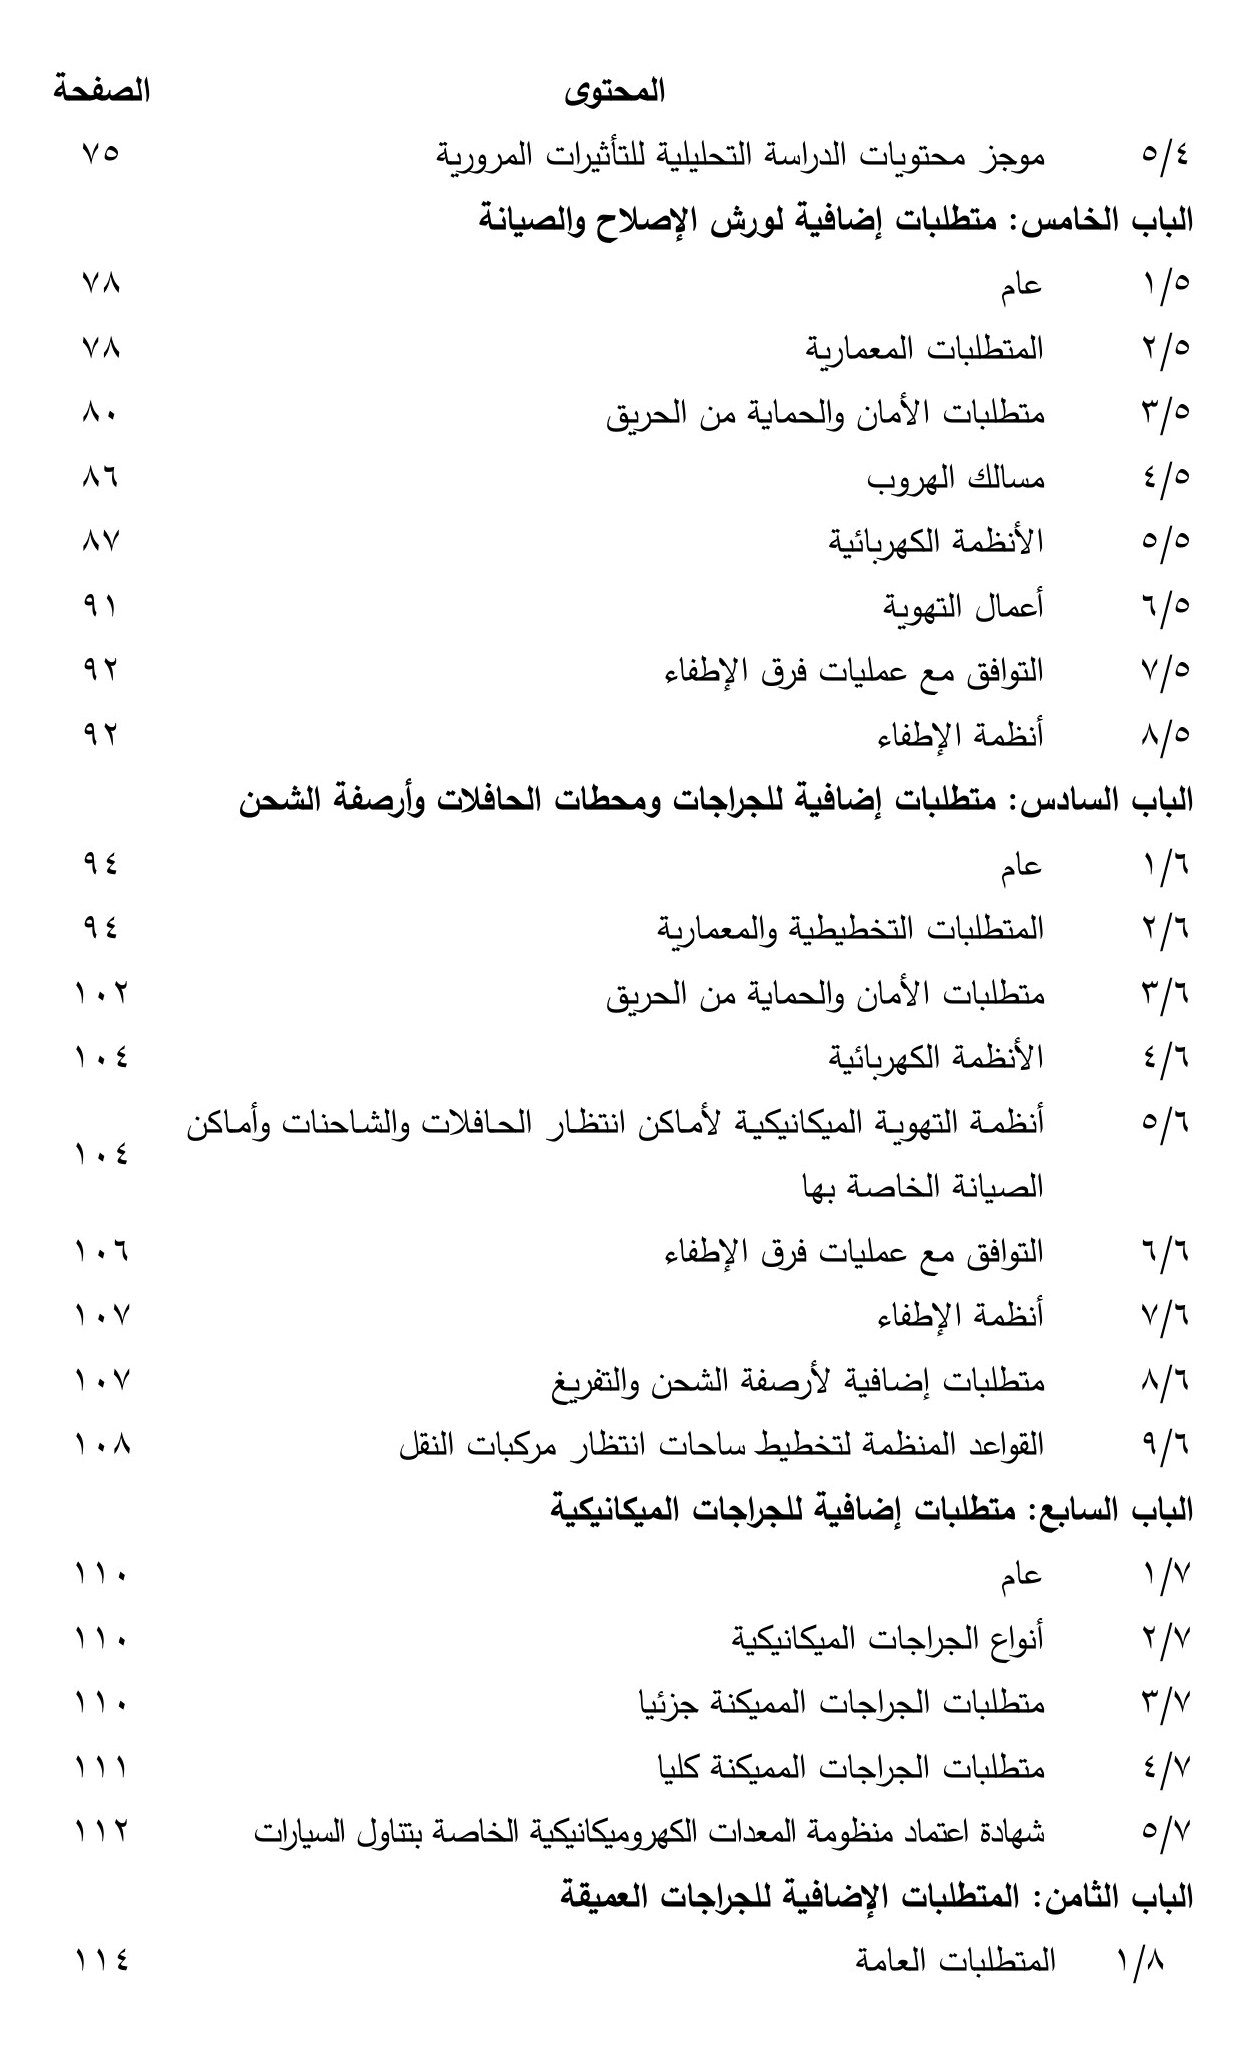 المحتوى الصفحة
٥/٤ موجز محتويات الدراسة التحليلية للتأثيرات المرورية ٧٥
الباب الخامس: متطلبات إضافية لورش الإصلاح والصيانة
١/٥ عام ٧٨
٢/٥ المتطلبات المعمارية ٧٨
٣/٥ متطلبات الأمان والحماية من الحريق ٨٠
٤/٥ مسالك الهروب ٨٦
٥/٥ الأنظمة الكهربائية ٨٧
٦/٥ أعمال التهوية ٩١
٧/٥ التوافق مع عمليات فرق الإطفاء ٩٢
٨/٥ أنظمة الإطفاء ٩٢
الباب السادس: متطلبات إضافية للجراجات ومحطات الحافلات وأرصفة الشحن
١/٦ عام ٩٤
٢/٦ المتطلبات التخطيطية والمعمارية ٩٤
٣/٦ متطلبات الأمان والحماية من الحريق ١٠٢
٤/٦ الأنظمة الكهربائية ١٠٤
٥/٦ أنظمة التهوية الميكانيكية لأماكن انتظار الحافلات والشاحنات وأماكن ١٠٤
الصيانة الخاصة بها
٦/٦ التوافق مع عمليات فرق الإطفاء ١٠٦
٧/٦ أنظمة الإطفاء ١٠٧
٨/٦ متطلبات إضافية لأرصفة الشحن والتفريغ ١٠٧
٩/٦ القواعد المنظمة لتخطيط ساحات انتظار مركبات النقل ١٠٨
الباب السابع: متطلبات إضافية للجراجات الميكانيكية
١/٧ عام ١١٠
٢/٧ أنواع الجراجات الميكانيكية ١١٠
٣/٧ متطلبات الجراجات المميكنة جزئيا ١١٠
٤/٧ متطلبات الجراجات المميكنة كليا ١١١
٥/٧ شهادة اعتماد منظومة المعدات الكهروميكانيكية الخاصة بتناول السيارات ١١٢
الباب الثامن: المتطلبات الإضافية للجراجات العميقة
١/٨ المتطلبات العامة ١١٤